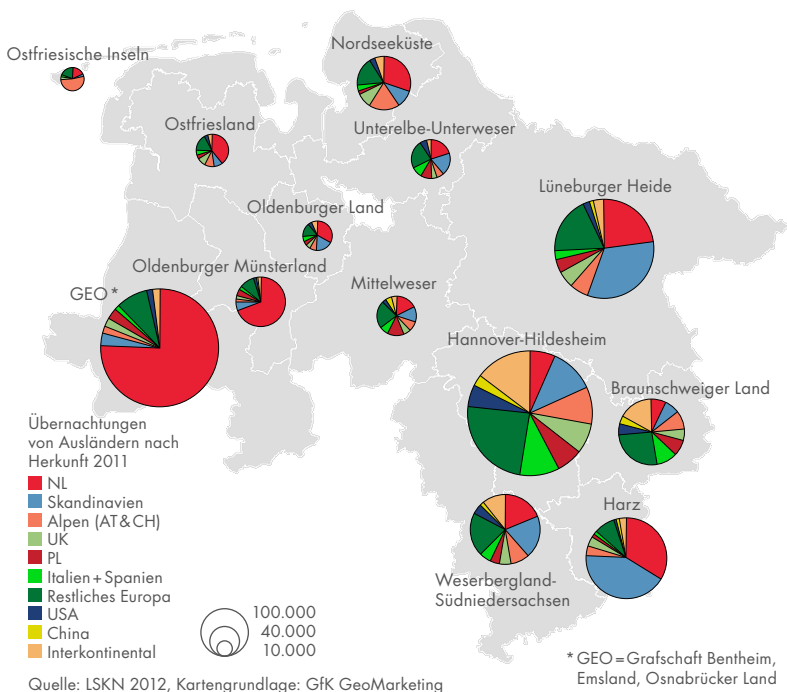 Nordseeküste
Ostfriesische Inseln
Ostfriesland
Unterelbe-Unterweser
Lüneburger Heide
Oldenburger Land
Oldenburger Münsterland
Mittelweser
GEO*
Hannover-Hildesheim
Braunschweiger Land
Harz
Weserbergland-
Südniedersachsen
Übernachtungen
von Ausländern nach
Herkunft 2011
NL
Skandinavien
Alpen (AT&CH)
UK
PL
Italien+Spanien
Restliches Europa
USA
China
Interkontinental
100.000
40.000
10.000
*GEO=Grafschaft Bentheim,
Emsland, Osnabrücker Land
Quelle: LSKN 2012, Kartengrundlage: GfK GeoMarketing